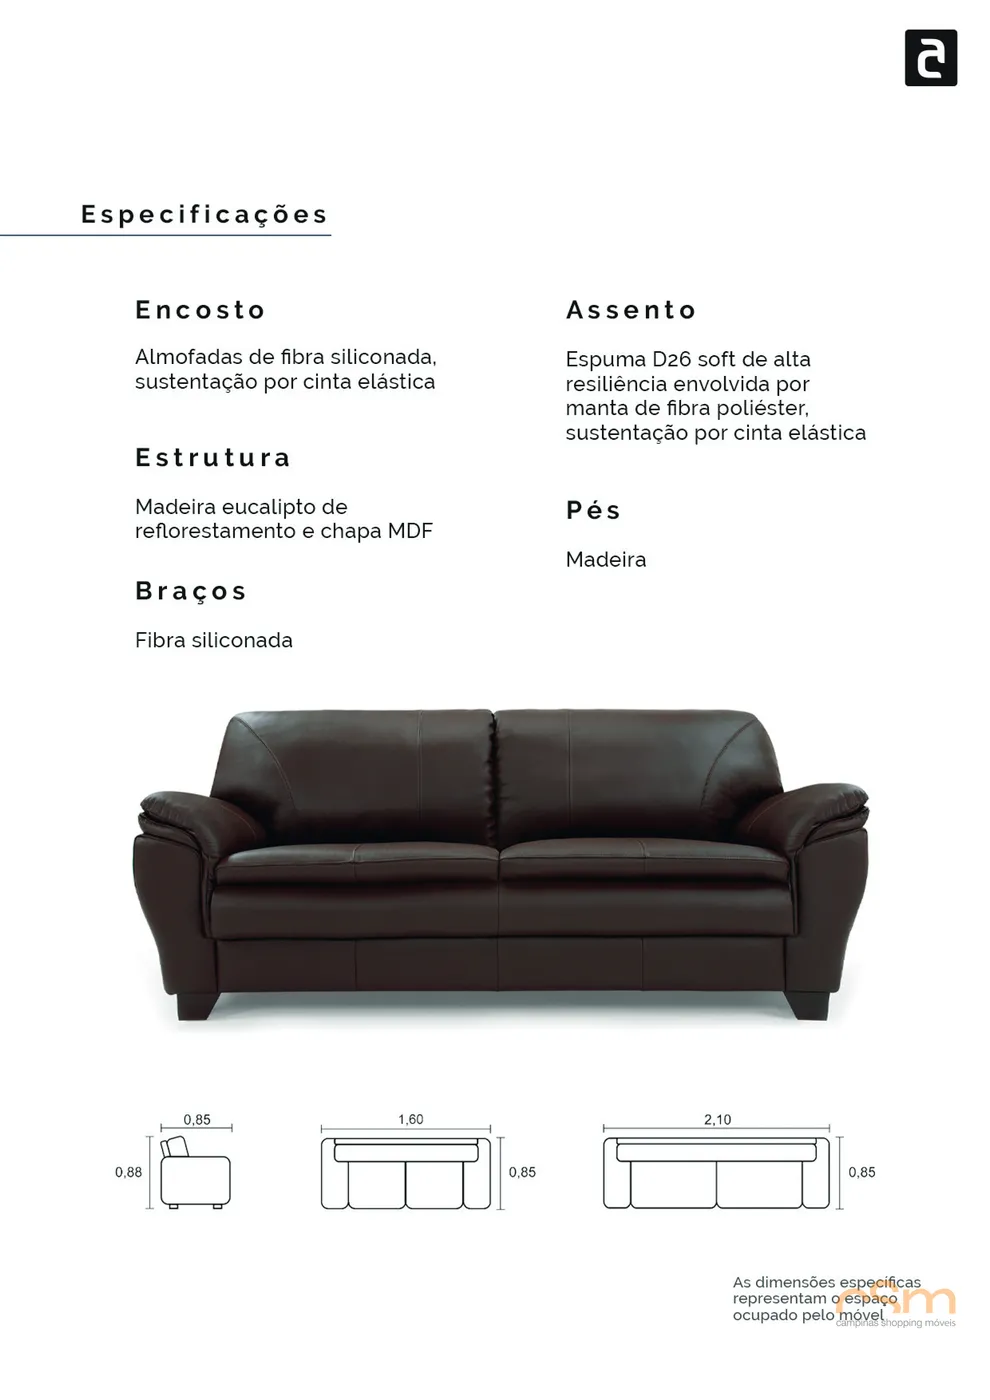 Especificações
Encosto
Almofadas de fibra siliconada,
sustentação por cinta elástica
Estrutura
Madeira eucalipto de
reflorestamento e chapa MDF
Braços
Fibra siliconada
Assento
Espuma D26 soft de alta
resiliência envolvida por
manta de fibra poliéster,
sustentação por cinta elástica
Pés
Madeira
0,85
0,88
1,60
0,85
2,10
0,85
As dimensões específicas
representam o espaço
ocupado pelo móvel
csm
campinas shopping móveis